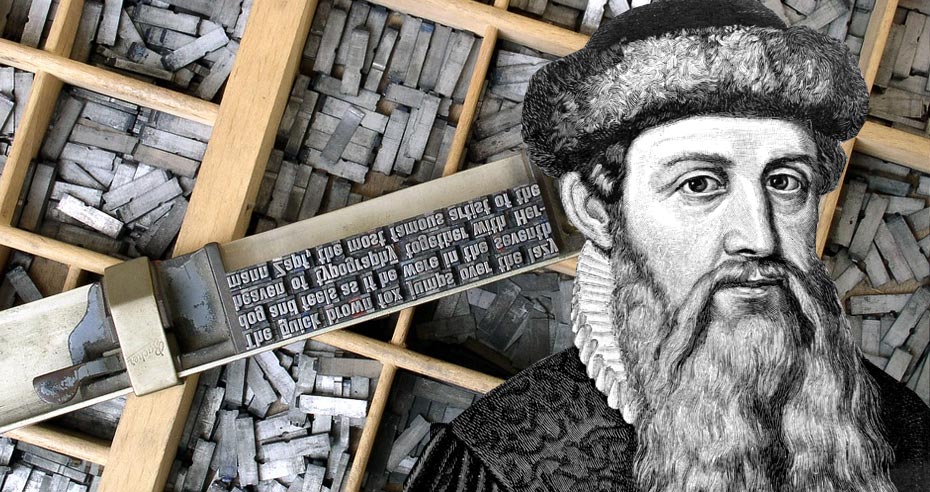 The quick brown fox jumps over the lazy
dog and feels as if he were in the seventh
heaven of typography together with Her-
mann Zapf, the most famous artist of the